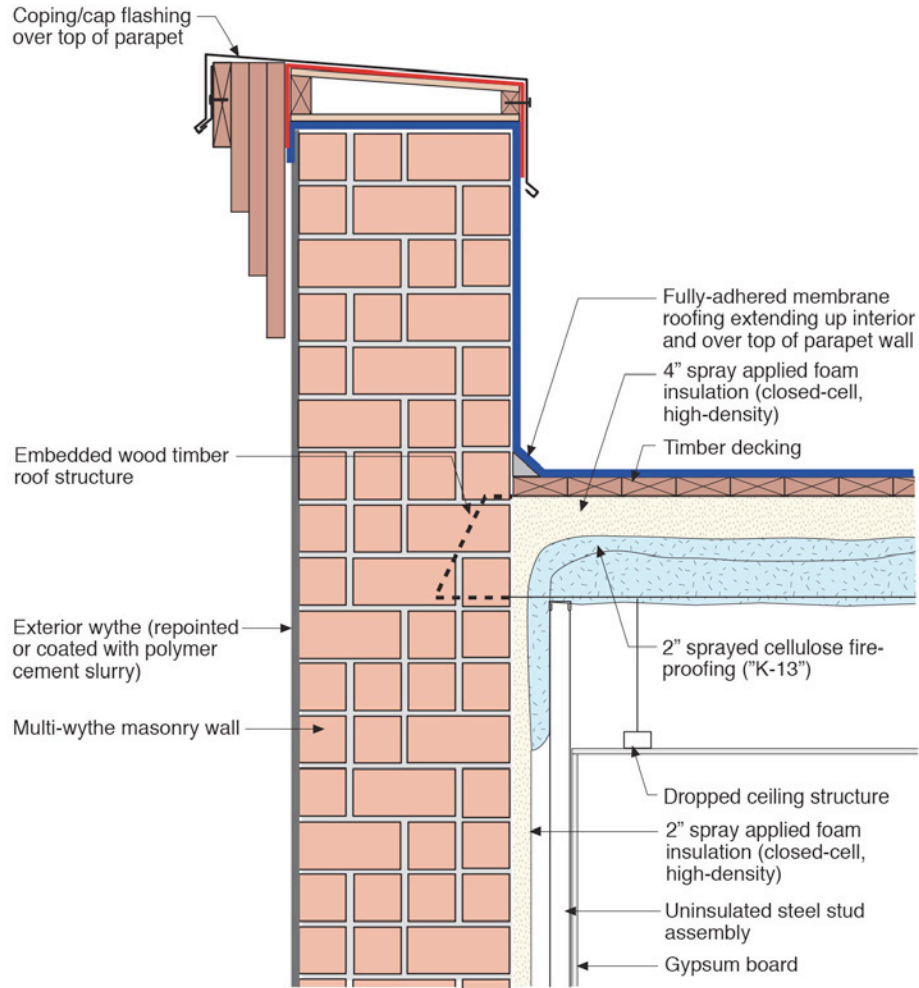 Coping/cap flashing
over top of parapet
Fully-adhered membrane
roofing extending up interior
and over top of parapet wall
4” spray applied foam
insulation (closed-cell,
high-density)
Timber decking
Embedded wood timber
roof structure
Exterior wythe (repointed
or coated with polymer
cement slurry)
2” sprayed cellulose fire-
proofing (”K-13”)
Multi-wythe masonry wall
Dropped ceiling structure
2” spray applied foam
insulation (closed-cell,
high-density)
Uninsulated steel stud
assembly
Gypsum board